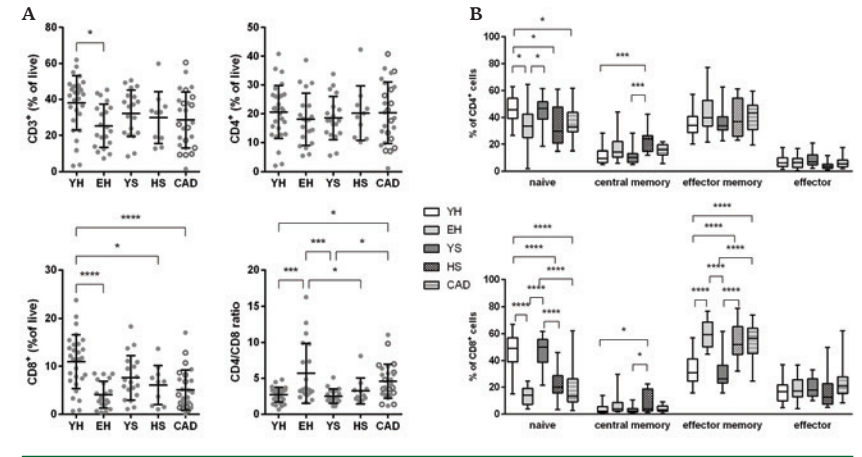 A
CD3+ (% of live)
80
60
40
20
0
YH EH YS HS CAD
*
CD4+ (% of live)
50
40
30
20
10
0
YH EH YS HS CAD
CD8+ (%of live)
30
20
10
0
YH EH YS HS CAD
****
*
****
CD4/CD8 ratio
20
15
10
5
0
YH EH YS HS CAD
*
*** *
*** *
B
% of CD4+ cells
100
80
60
40
20
0
naive central memory effector memory effector
*
*
* *
***
***
YH
EH
YS
HS
CAD
% of CD8+ cells
100
80
60
40
20
0
naive central memory effector memory effector
****
****
****
****
**** ****
*
*
****
****
****
****
**** ****